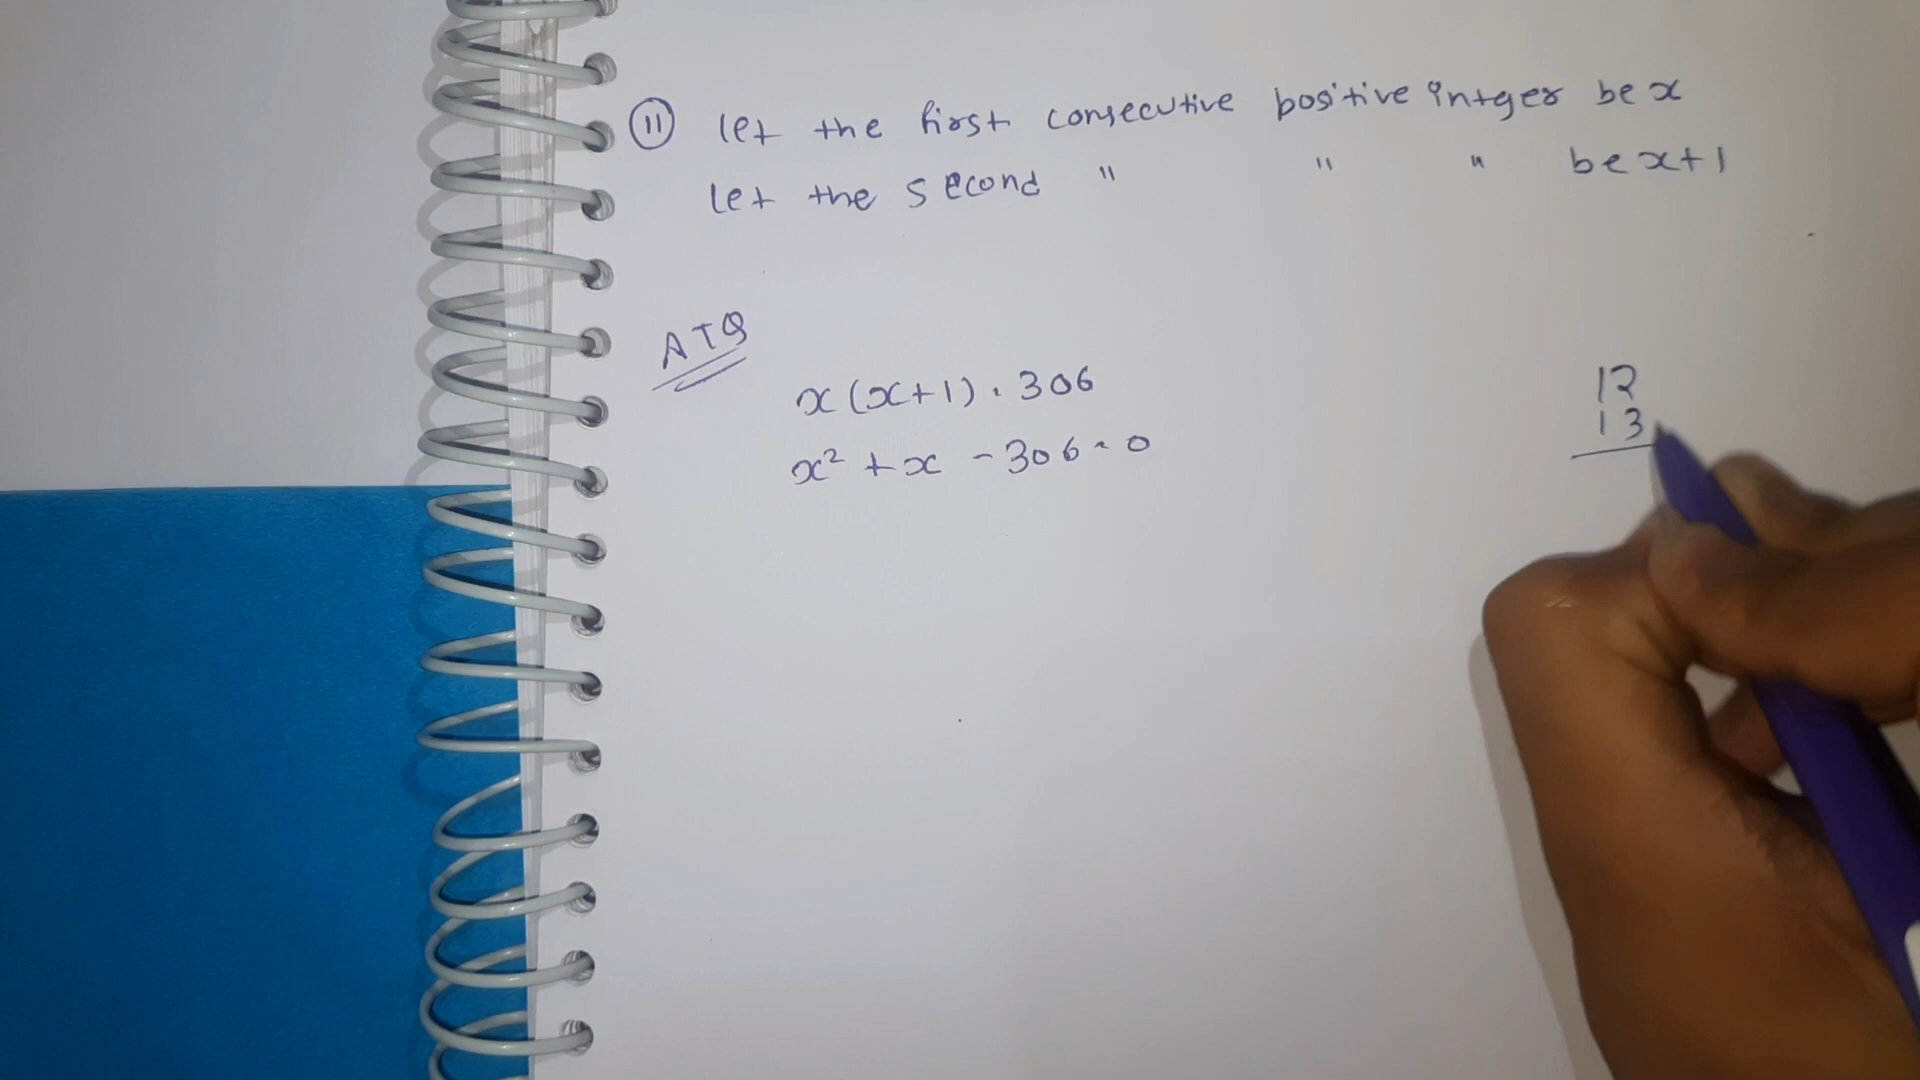 11 Let the first consecutive positive intger be x
Let the second " " " be x+1
ATQ
x(x+1) = 306
x² + x - 306 = 0
12
13